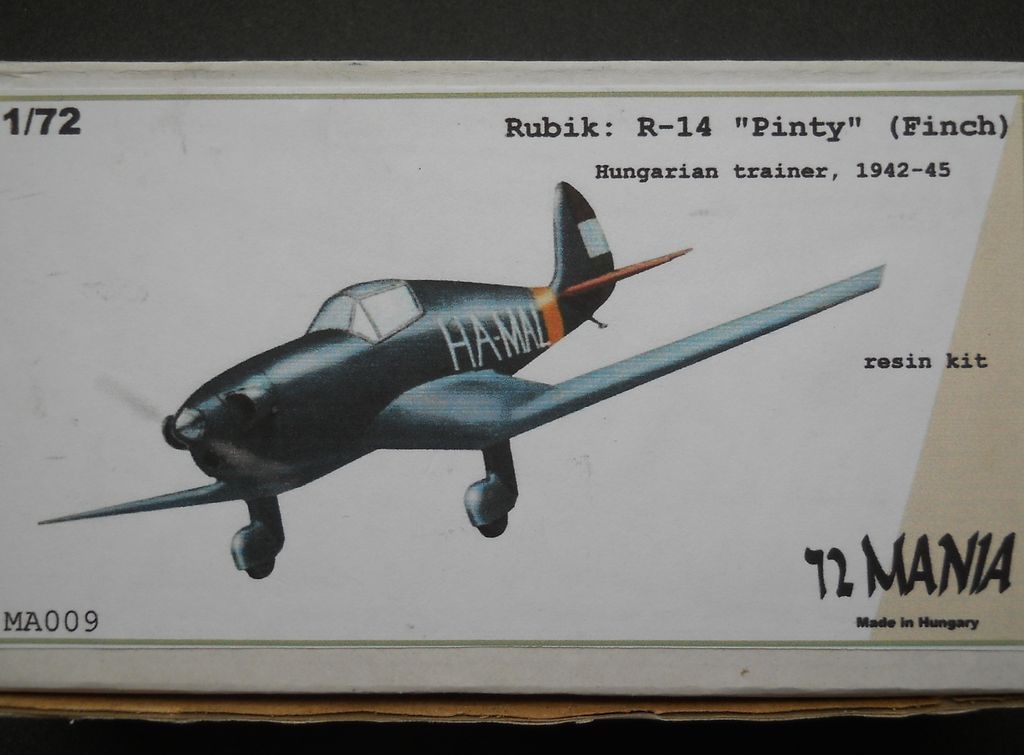 1/72
Rubik: R-14 "Pinty" (Finch)
Hungarian trainer, 1942-45
HA-MAL
resin kit
72 MANIA
MA009
Made in Hungary